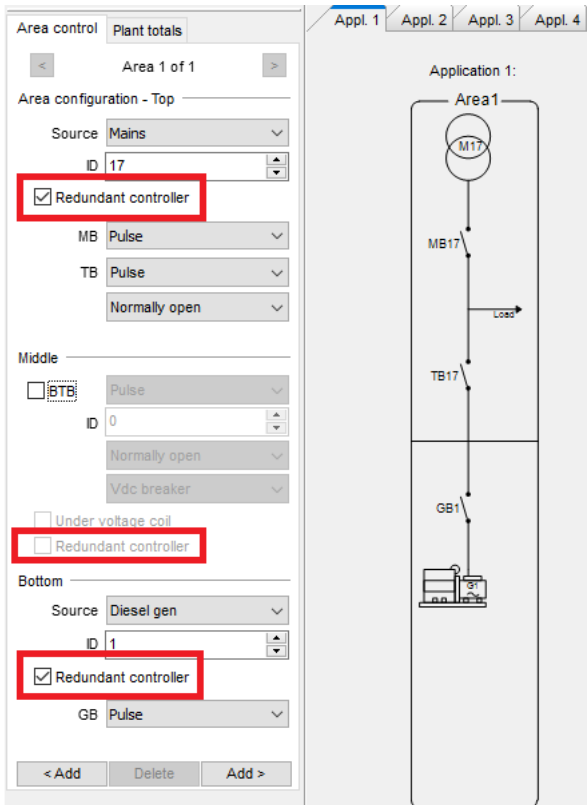 Area control
Plant totals
<
Area 1 of 1
>
Area configuration - Top
Source
Mains
ID
17
Redundant controller
MB
Pulse
TB
Pulse
Normally open
Middle
BTB
Pulse
ID
0
Normally open
Vdc breaker
Under voltage coil
Redundant controller
Bottom
Source
Diesel gen
ID
1
Redundant controller
GB
Pulse
< Add
Delete
Add >
Appl. 1
Appl. 2
Appl. 3
Appl. 4
Application 1:
Area1
M17
MB17
Load
TB17
GB1
G1